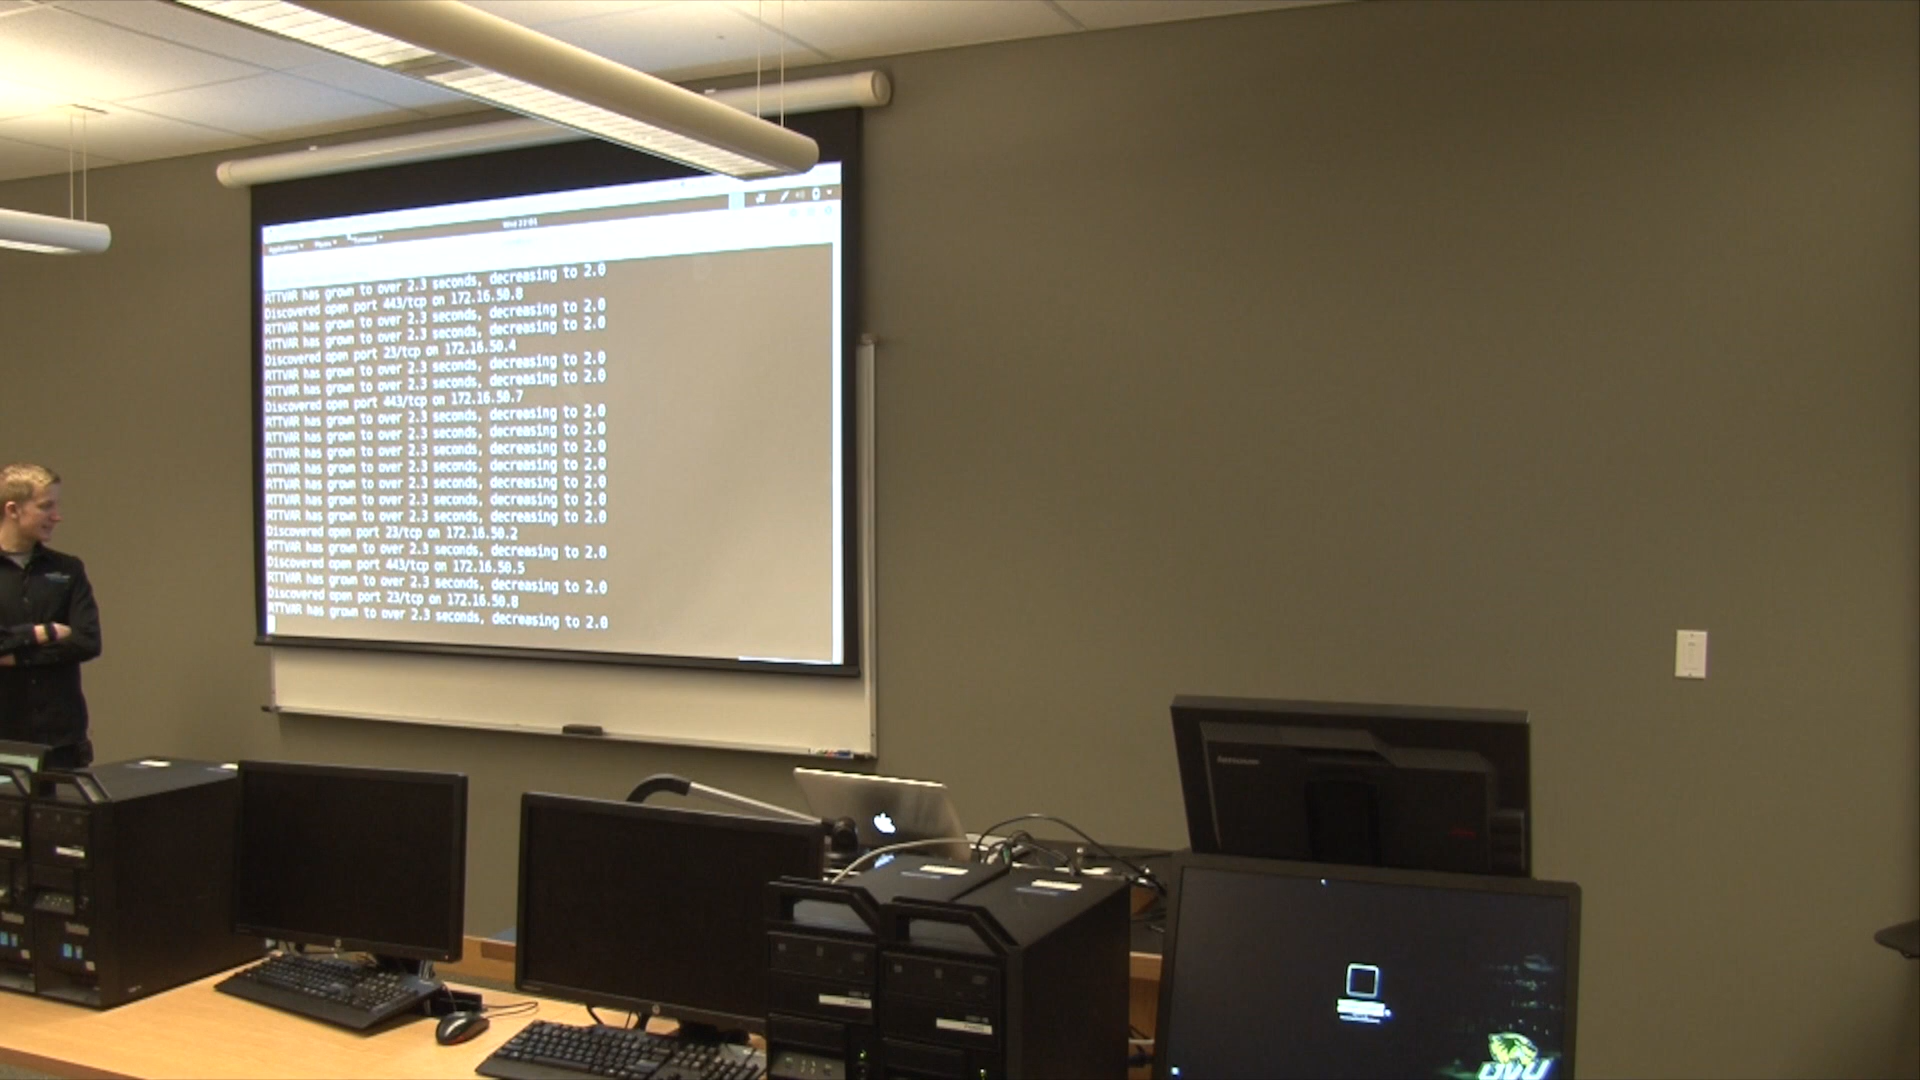 Applications Places Terminal
Wed 23:01
RTTVAR has grown to over 2.3 seconds, decreasing to 2.0
Discovered open port 443/tcp on 172.16.50.8
RTTVAR has grown to over 2.3 seconds, decreasing to 2.0
RTTVAR has grown to over 2.3 seconds, decreasing to 2.0
Discovered open port 23/tcp on 172.16.50.4
RTTVAR has grown to over 2.3 seconds, decreasing to 2.0
RTTVAR has grown to over 2.3 seconds, decreasing to 2.0
Discovered open port 443/tcp on 172.16.50.7
RTTVAR has grown to over 2.3 seconds, decreasing to 2.0
RTTVAR has grown to over 2.3 seconds, decreasing to 2.0
RTTVAR has grown to over 2.3 seconds, decreasing to 2.0
RTTVAR has grown to over 2.3 seconds, decreasing to 2.0
RTTVAR has grown to over 2.3 seconds, decreasing to 2.0
RTTVAR has grown to over 2.3 seconds, decreasing to 2.0
RTTVAR has grown to over 2.3 seconds, decreasing to 2.0
Discovered open port 23/tcp on 172.16.50.2
RTTVAR has grown to over 2.3 seconds, decreasing to 2.0
Discovered open port 443/tcp on 172.16.50.5
RTTVAR has grown to over 2.3 seconds, decreasing to 2.0
Discovered open port 23/tcp on 172.16.50.8
RTTVAR has grown to over 2.3 seconds, decreasing to 2.0
lenovo
UVU